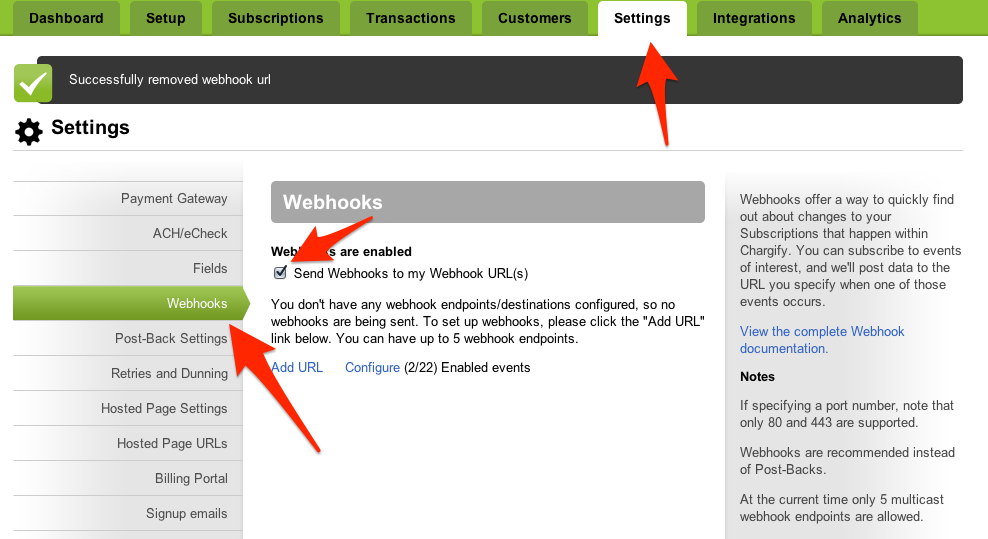 Dashboard
Setup
Subscriptions
Transactions
Customers
Settings
Integrations
Analytics
Successfully removed webhook url
Settings
Payment Gateway
ACH/eCheck
Fields
Webhooks
Post-Back Settings
Retries and Dunning
Hosted Page Settings
Hosted Page URLs
Billing Portal
Signup emails
Webhooks
Webhooks are enabled
Send Webhooks to my Webhook URL(s)
You don't have any webhook endpoints/destinations configured, so no
webhooks are being sent. To set up webhooks, please click the "Add URL"
link below. You can have up to 5 webhook endpoints.
Add URL Configure (2/22) Enabled events
Webhooks offer a way to quickly find
out about changes to your
Subscriptions that happen within
Chargify. You can subscribe to events
of interest, and we'll post data to the
URL you specify when one of those
events occurs.
View the complete Webhook
documentation.
Notes
If specifying a port number, note that
only 80 and 443 are supported.
Webhooks are recommended instead
of Post-Backs.
At the current time only 5 multicast
webhook endpoints are allowed.